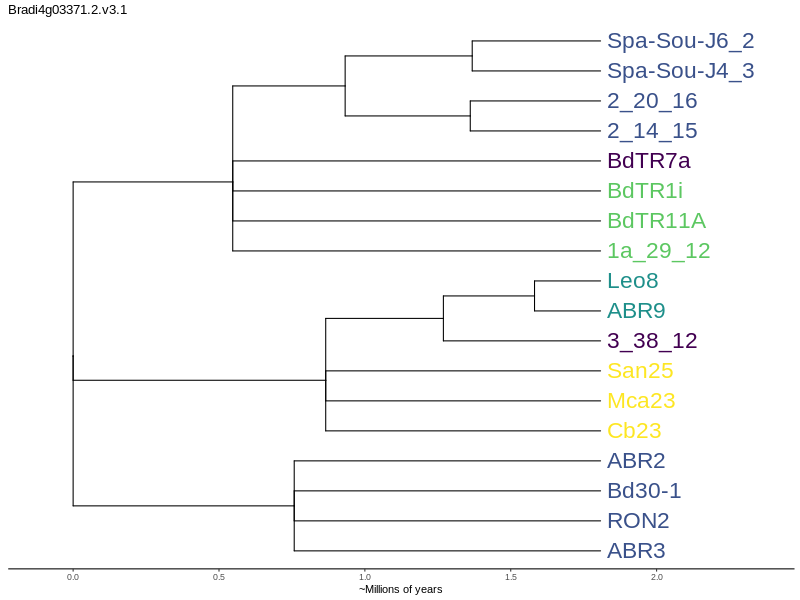 Bradi4g03371.2.v3.1
Spa-Sou-J6_2
Spa-Sou-J4_3
2_20_16
2_14_15
BdTR7a
BdTR1i
BdTR11A
1a_29_12
Leo8
ABR9
3_38_12
San25
Mca23
Cb23
ABR2
Bd30-1
RON2
ABR3
0.0 0.5 1.0 1.5 2.0
~Millions of years